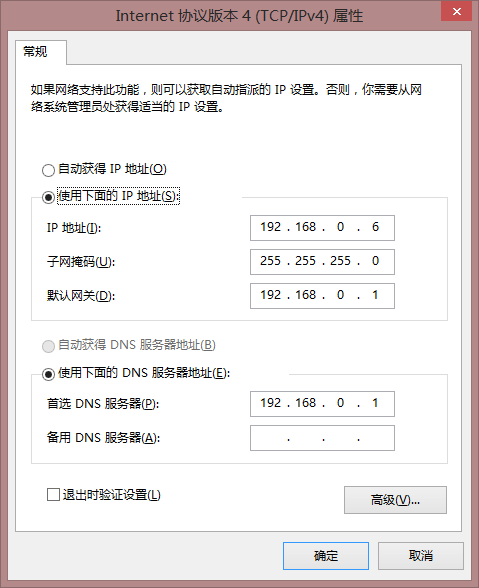 Internet 协议版本 4 (TCP/IPv4) 属性
常规
如果网络支持此功能，则可以获取自动指派的 IP 设置。否则，你需要从网
络系统管理员处获得适当的 IP 设置。
自动获得 IP 地址(O)
使用下面的 IP 地址(S):
IP 地址(I): 192 . 168 . 0 . 6
子网掩码(U): 255 . 255 . 255 . 0
默认网关(D): 192 . 168 . 0 . 1
自动获得 DNS 服务器地址(B)
使用下面的 DNS 服务器地址(E):
首选 DNS 服务器(P): 192 . 168 . 0 . 1
备用 DNS 服务器(A): . . .
退出时验证设置(L)
高级(V)...
确定 取消